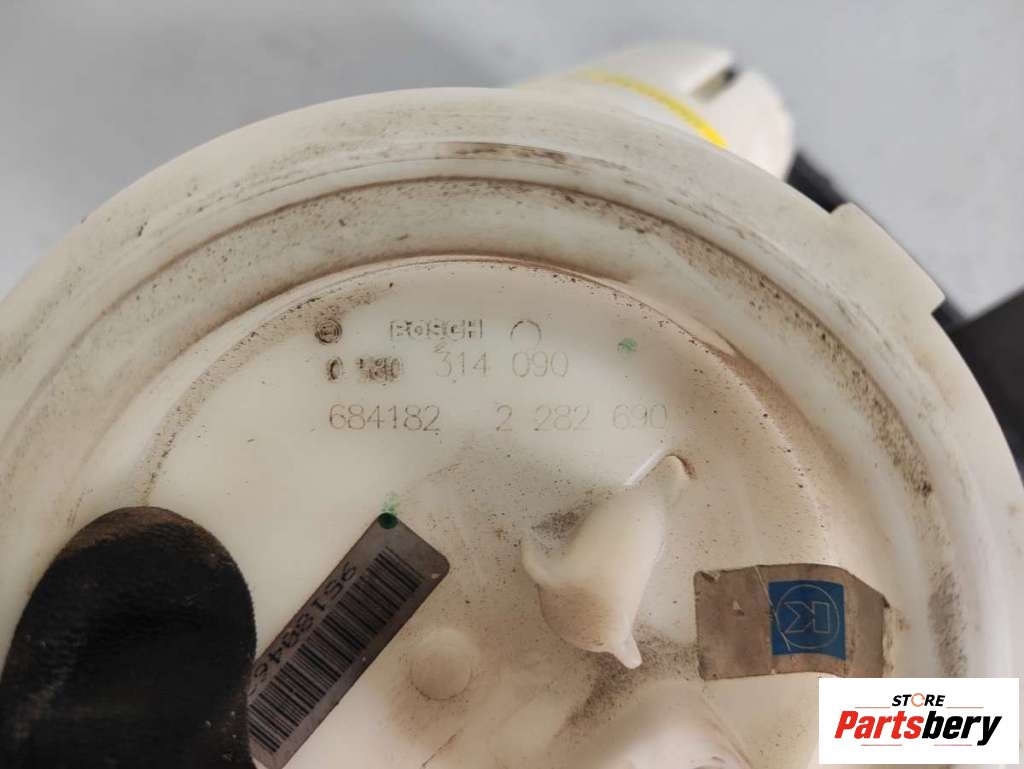 BOSCH
0 580 314 090
684182 2 282 690
K
STORE
Partsbery